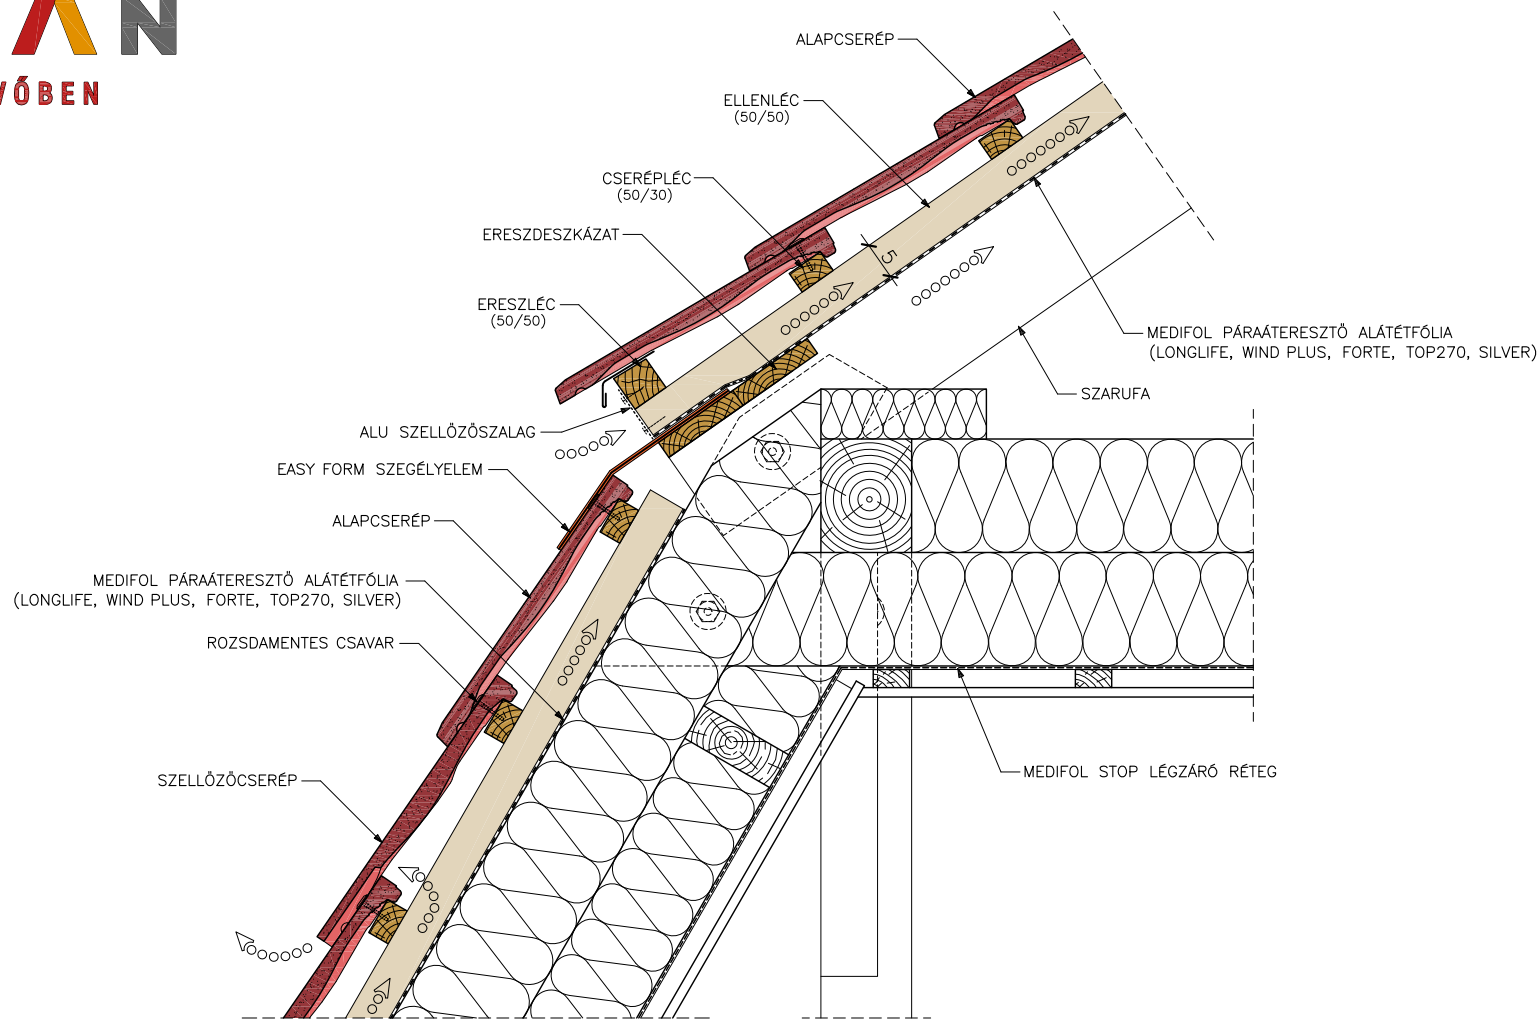 VŐBEN
ALAPCSERÉP
ELLENLÉC
(50/50)
CSERÉPLÉC
(50/30)
ERESZDESZKÁZAT
5
ERESZLÉC
(50/50)
MEDIFOL PÁRAÁTERESZTŐ ALÁTÉTFÓLIA
(LONGLIFE, WIND PLUS, FORTE, TOP270, SILVER)
SZARUFA
ALU SZELLŐZŐSZALAG
EASY FORM SZEGÉLYELEM
ALAPCSERÉP
MEDIFOL PÁRAÁTERESZTŐ ALÁTÉTFÓLIA
(LONGLIFE, WIND PLUS, FORTE, TOP270, SILVER)
ROZSDAMENTES CSAVAR
MEDIFOL STOP LÉGZÁRÓ RÉTEG
SZELLŐZŐCSERÉP